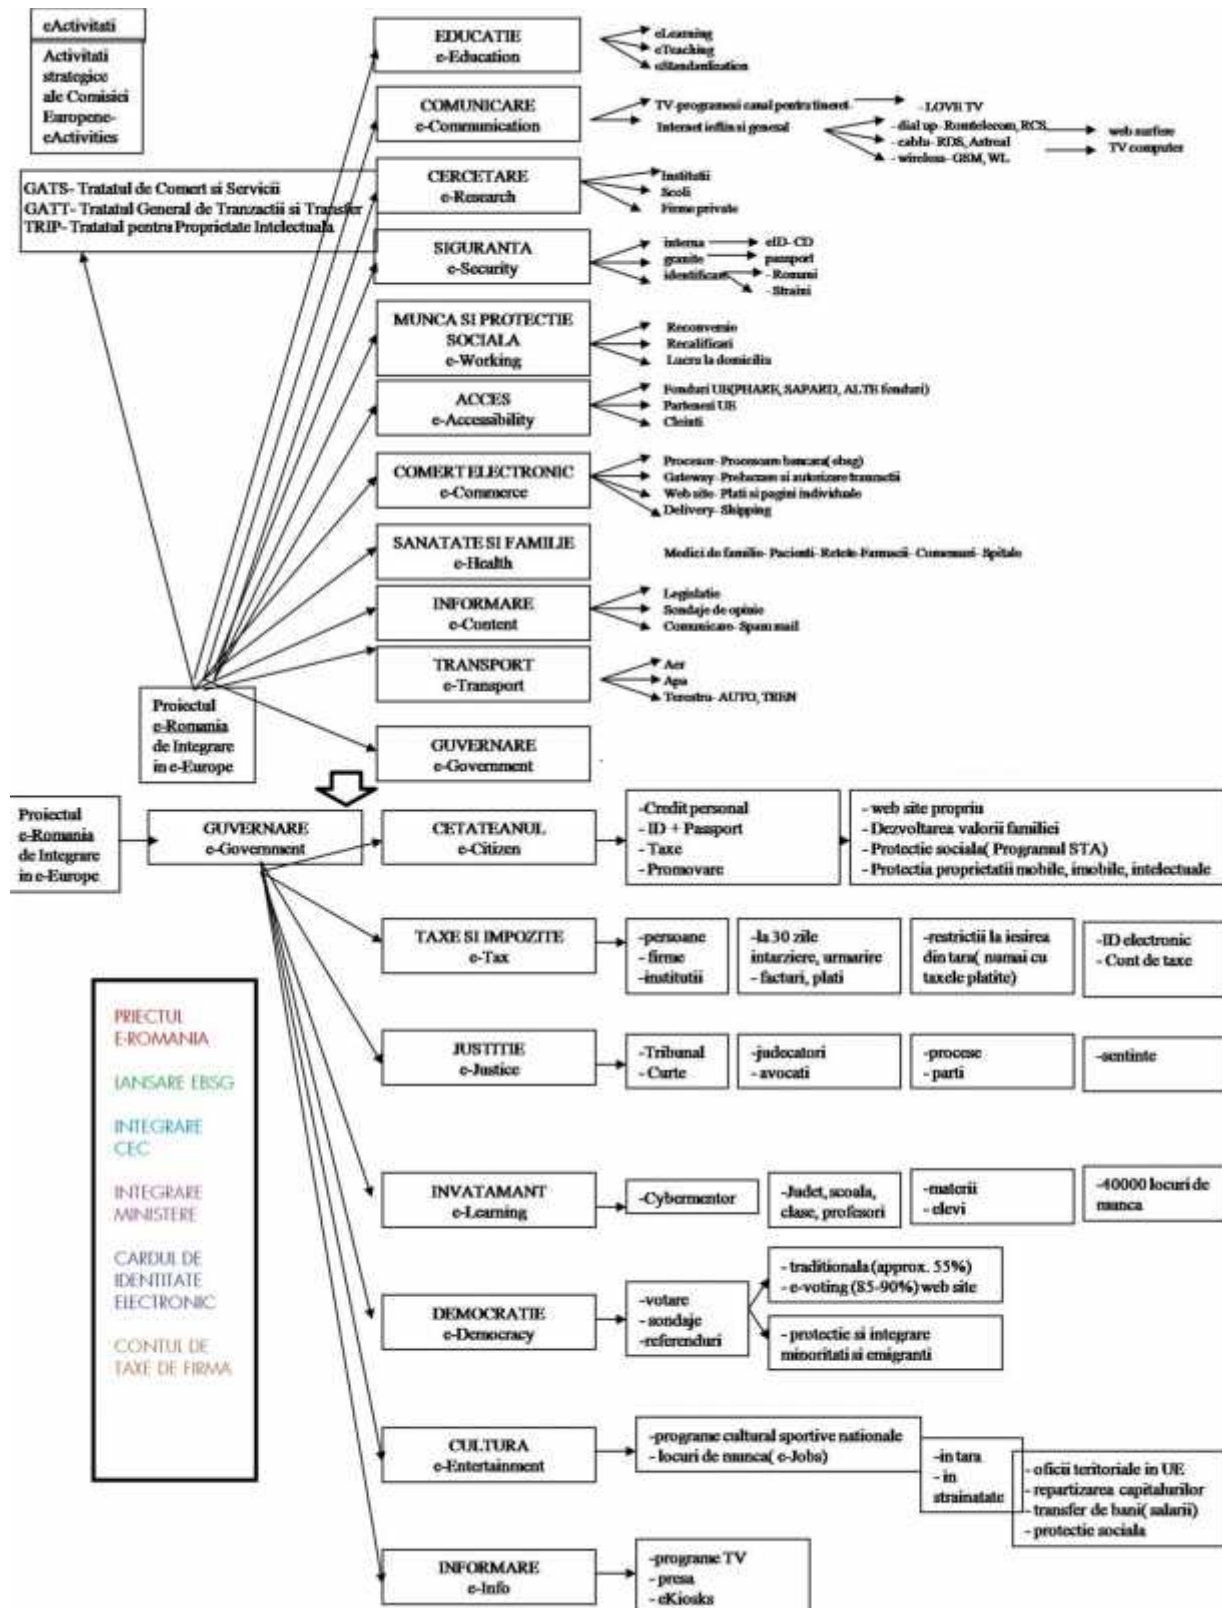 eActivitati
Activitati
strategice
ale Comisiei
Europene-
eActivities
GATS- Tratatul de Comert si Servicii
GATT- Tratatul General de Tranzactii si Transfer
TRIP- Tratatul pentru Proprietate Intelectuala
EDUCATIE
e-Education
eLearning
eTeaching
eStandardization
COMUNICARE
e-Communication
TV-programe si canal pentru tineret-
- LOVE TV
Internet ieftin si general
- dial up- Romtelecom, RCS
- cablu- RDS, Astreal
- wireless- GSM, WL
web surfere
TV computer
CERCETARE
e-Research
Institutii
Scoli
Firme private
SIGURANTA
e-Security
interna
granite
identificare
eID- CD
passport
- Romani
- Straini
MUNCA SI PROTECTIE
SOCIALA
e-Working
Reconversie
Recalificari
Lucru la domiciliu
ACCES
e-Accessibility
Fonduri UE(PHARE, SAPARD, ALTE fonduri)
Parteneri UE
Cleinti
COMERT ELECTRONIC
e-Commerce
Procesor- Procesoare bancara( ebsg)
Gateway- Preluare si autorizare tranzactii
Web site- Plati si pagini individuale
Delivery- Shipping
SANATATE SI FAMILIE
e-Health
Medici de familie- Pacienti- Retete-Farmacii- Comenzi- Spitale
INFORMARE
e-Content
Legislatie
Sondaje de opinie
Comunicare- Spam mail
TRANSPORT
e-Transport
Aer
Apa
Terestru- AUTO, TREN
GUVERNARE
e-Government
Proiectul
e-Romania
de Integrare
in e-Europe
Proiectul
e-Romania
de Integrare
in e-Europe
GUVERNARE
e-Government
CETATEANUL
e-Citizen
-Credit personal
- ID + Passport
- Taxe
- Promovare
- web site propriu
- Dezvoltarea valorii familiei
- Protectie sociala( Programul STA)
- Protectia proprietatii mobile, imobile, intelectuale
TAXE SI IMPOZITE
e-Tax
-persoane
- firme
-institutii
-la 30 zile
intarziere, urmarire
- facturi, plati
-restrictii la iesirea
din tara( numai cu
taxele platite)
-ID electronic
- Cont de taxe
JUSTITIE
e-Justice
-Tribunal
- Curte
-judecatori
- avocati
-procese
- parti
-sentinte
INVATAMANT
e-Learning
-Cybermentor
-Judet, scoala,
clase, profesori
-materii
- elevi
-40000 locuri de
munca
DEMOCRATIE
e-Democracy
-votare
- sondaje
-referenduri
- traditionala (approx. 55%)
- e-voting (85-90%) web site
- protectie si integrare
minoritati si emigranti
CULTURA
e-Entertainment
-programe cultural sportive nationale
- locuri de munca( e-Jobs)
-in tara
- in
strainatate
- oficii teritoriale in UE
- repartizarea capitalurilor
- transfer de bani( salarii)
- protectie sociala
INFORMARE
e-Info
-programe TV
- presa
- eKiosks
PRIECTUL
E-ROMANIA
LANSARE EBSG
INTEGRARE
CEC
INTEGRARE
MINISTERE
CARDUL DE
IDENTITATE
ELECTRONIC
CONTUL DE
TAXE DE FIRMA